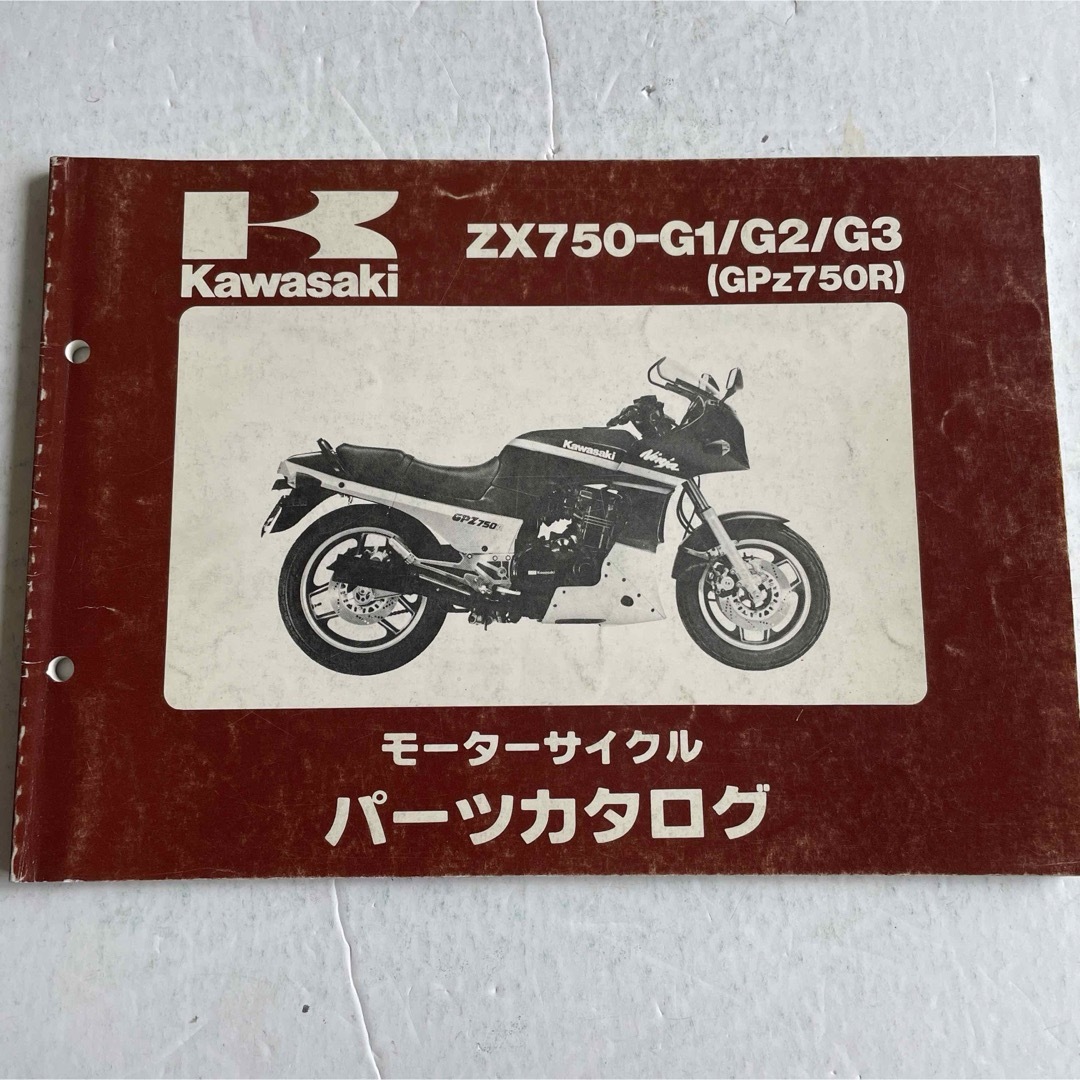 Kawasaki
ZX750-G1/G2/G3
(GPz750R)
Kawasaki
Ninja
GPZ750R
モーターサイクル
パーツカタログ